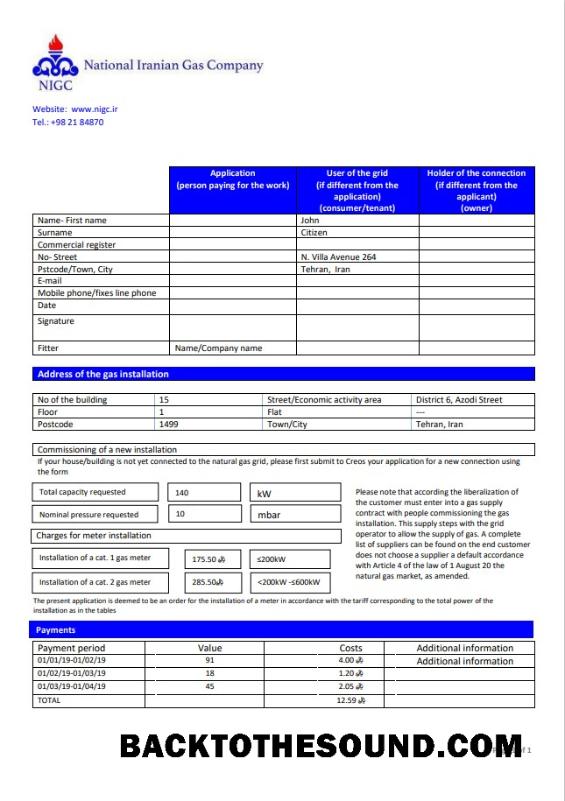 National Iranian Gas Company
NIGC
Website: www.nigc.ir
Tel.: +98 21 84870
Application
(person paying for the work)
User of the grid
(if different from the
application)
(consumer/tenant)
Holder of the connection
(if different from the
applicant)
(owner)
Name- First name John
Surname Citizen
Commercial register
No- Street N. Villa Avenue 264
Pstcode/Town, City Tehran, Iran
E-mail
Mobile phone/fixes line phone
Date
Signature
Fitter Name/Company name
Address of the gas installation
No of the building 15 Street/Economic activity area District 6, Azodi Street
Floor 1 Flat ---
Postcode 1499 Town/City Tehran, Iran
Commissioning of a new installation
If your house/building is not yet connected to the natural gas grid, please first submit to Creos your application for a new connection using
the form
Total capacity requested 140 kW
Nominal pressure requested 10 mbar
Charges for meter installation
Installation of a cat. 1 gas meter 175.50 ≤200kW
Installation of a cat. 2 gas meter 285.50 <200kW -≤600kW
Please note that according the liberalization of
the customer must enter into a gas supply
contract with people commissioning the gas
installation. This supply steps with the grid
operator to allow the supply of gas. A complete
list of suppliers can be found on the end customer
does not choose a supplier a default accordance
with Article 4 of the law of 1 August 20 the
natural gas market, as amended.
The present application is deemed to be an order for the installation of a meter in accordance with the tariff corresponding to the total power of the
installation as in the tables
Payments
Payment period Value Costs Additional information
01/01/19-01/02/19 91 4.00 Additional information
01/02/19-01/03/19 18 1.20
01/03/19-01/04/19 45 2.05
TOTAL 12.59
BACKTOTHESOUND.COM
of 1